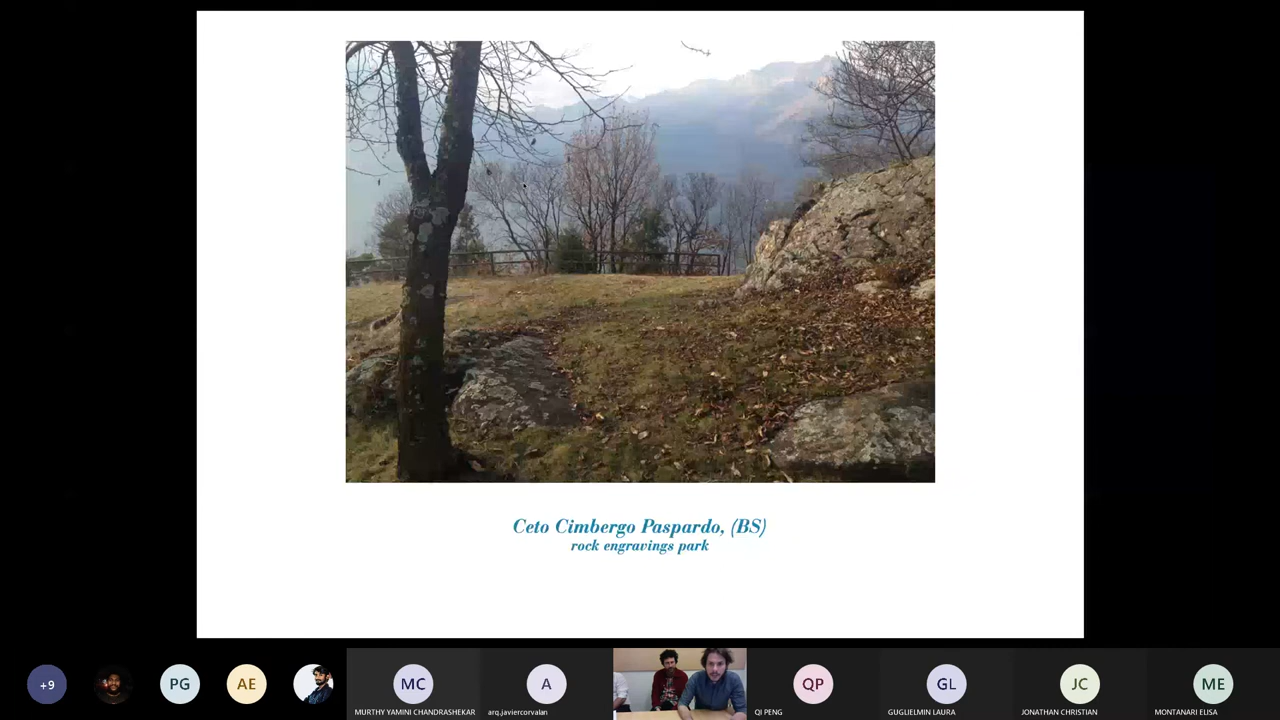 Ceto Cimbergo Paspardo, (BS)
rock engravings park
+9
PG
AE
MC
MURTHY YAMINI CHANDRASHEKAR
A
arq.javiercorvalan
QP
QI PENG
GL
GUGLIELMIN LAURA
JC
JONATHAN CHRISTIAN
ME
MONTANARI ELISA